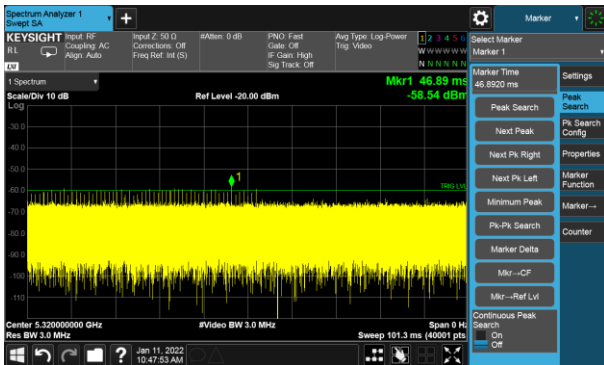 Spectrum Analyzer 1
Swept SA
+
Marker
KEYSIGHT
RL
LXI
Input: RF
Coupling: AC
Align: Auto
Input Z: 50 Ω
Corrections: Off
Freq Ref: Int (S)
#Atten: 0 dB
PNO: Fast
Gate: Off
IF Gain: High
Sig Track: Off
Avg Type: Log-Power
Trig: Video
1 2 3 4 5 6
W W W W W W
N N N N N N
Select Marker
Marker 1
1 Spectrum
Scale/Div 10 dB
Ref Level -20.00 dBm
Mkr1 46.89 ms
-58.54 dBm
Log
-30.0
-40.0
-50.0
-60.0
-70.0
-80.0
-90.0
-100
-110
1
TRIG LVL
Center 5.320000000 GHz
Res BW 3.0 MHz
#Video BW 3.0 MHz
Span 0 Hz
Sweep 101.3 ms (40001 pts)
Marker Time
46.8920 ms
Peak Search
Next Peak
Next Pk Right
Next Pk Left
Minimum Peak
Pk-Pk Search
Marker Delta
Mkr→CF
Mkr→Ref Lvl
Continuous Peak
Search
On
Off
Settings
Peak
Search
Pk Search
Config
Properties
Marker
Function
Marker→
Counter
?
Jan 11, 2022
10:47:53 AM